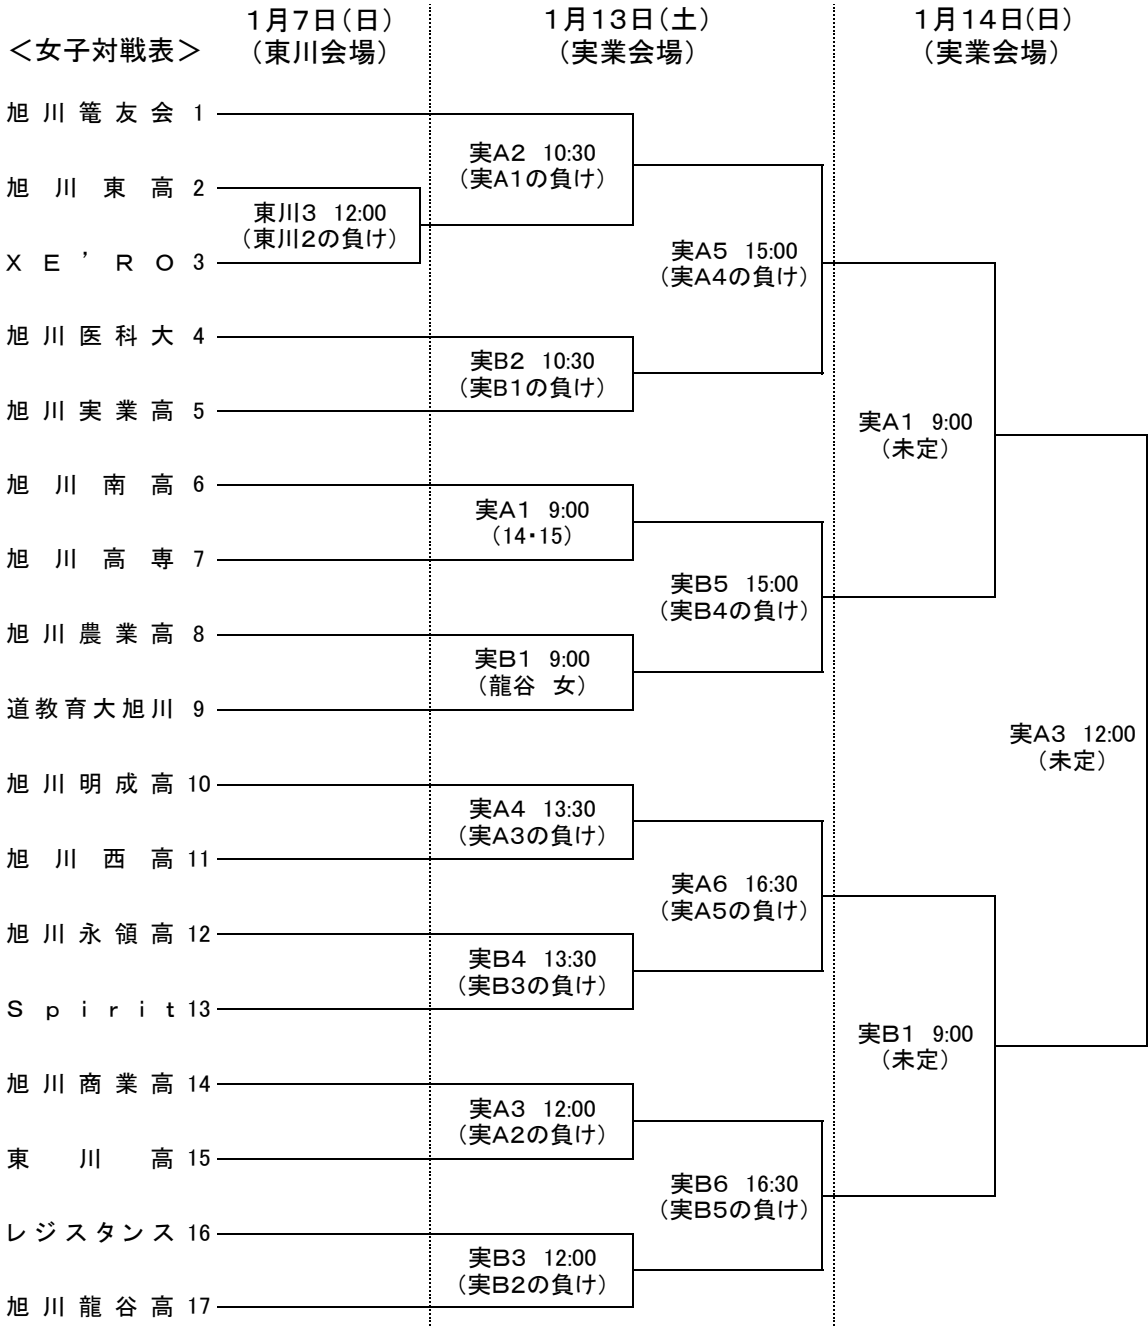 1月7日(日)
1月13日(土)
1月14日(日)
<女子対戦表>
(東川会場)
(実業会場)
(実業会場)
旭川篭友会 1
実A2 10:30
(実A1の負け)
旭川東高 2
東川3 12:00
(東川2の負け)
XE'RO 3
実A5 15:00
(実A4の負け)
旭川医科大 4
実B2 10:30
(実B1の負け)
旭川実業高 5
実A1 9:00
(未定)
旭川南高 6
実A1 9:00
(14・15)
旭川高専 7
実B5 15:00
(実B4の負け)
旭川農業高 8
実B1 9:00
(龍谷 女)
道教育大旭川 9
実A3 12:00
(未定)
旭川明成高 10
実A4 13:30
(実A3の負け)
旭川西高 11
実A6 16:30
(実A5の負け)
旭川永領高 12
実B4 13:30
(実B3の負け)
Spirit 13
実B1 9:00
(未定)
旭川商業高 14
実A3 12:00
(実A2の負け)
東川高 15
実B6 16:30
(実B5の負け)
レジスタンス 16
実B3 12:00
(実B2の負け)
旭川龍谷高 17